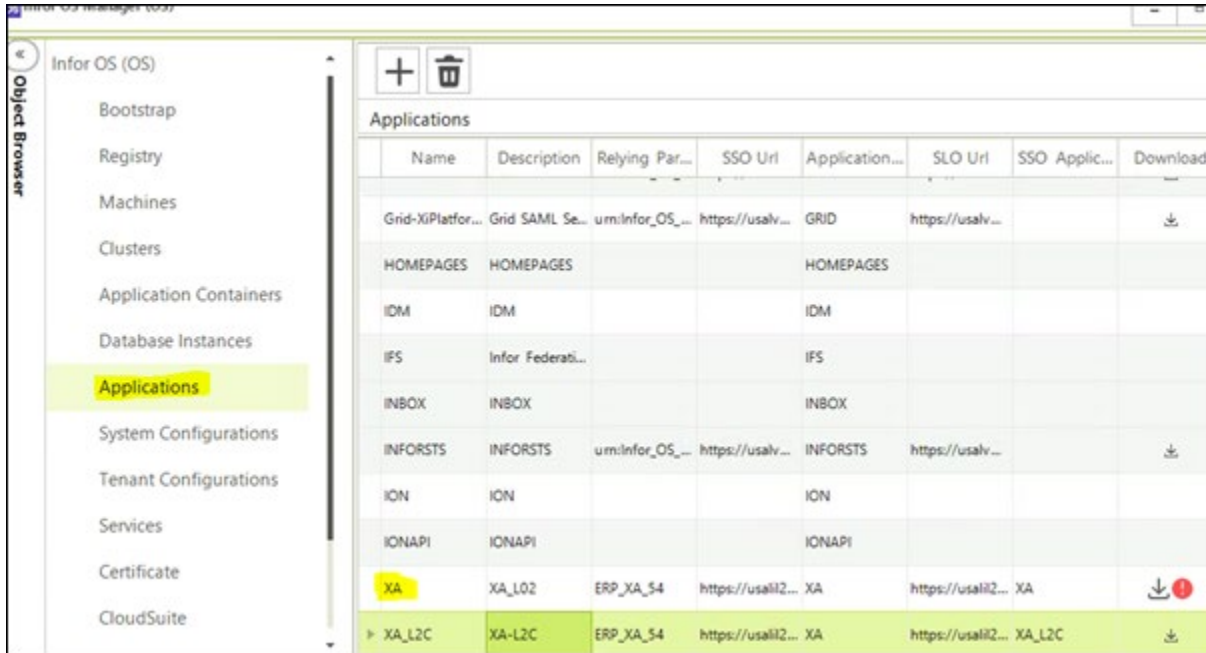 Infor OS Manager (OS)
«
Object Browser
Infor OS (OS)
Bootstrap
Registry
Machines
Clusters
Application Containers
Database Instances
Applications
System Configurations
Tenant Configurations
Services
Certificate
CloudSuite
Applications
Name Description Relying Par... SSO Url Application... SLO Url SSO Applic... Download
Grid-XiPlatfor... Grid SAML Se... urn:Infor_OS_... https://usalv... GRID https://usalv...
HOMEPAGES HOMEPAGES HOMEPAGES
IDM IDM IDM
IFS Infor Federati... IFS
INBOX INBOX INBOX
INFORSTS INFORSTS urn:Infor_OS_... https://usalv... INFORSTS https://usalv...
ION ION ION
IONAPI IONAPI IONAPI
XA XA_L02 ERP_XA_54 https://usalil2... XA https://usalil2... XA
XA_L2C XA-L2C ERP_XA_54 https://usalil2... XA https://usalil2... XA_L2C